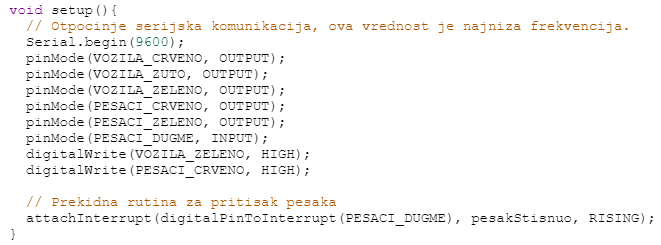 void setup(){
  // Otpocinje serijska komunikacija, ova vrednost je najniza frekvencija.
  Serial.begin(9600);
  pinMode(VOZILA_CRVENO, OUTPUT);
  pinMode(VOZILA_ZUTO, OUTPUT);
  pinMode(VOZILA_ZELENO, OUTPUT);
  pinMode(PESACI_CRVENO, OUTPUT);
  pinMode(PESACI_ZELENO, OUTPUT);
  pinMode(PESACI_DUGME, INPUT);
  digitalWrite(VOZILA_ZELENO, HIGH);
  digitalWrite(PESACI_CRVENO, HIGH);

  // Prekidna rutina za pritisak pesaka
  attachInterrupt(digitalPinToInterrupt(PESACI_DUGME), pesakStisnuo, RISING);
}